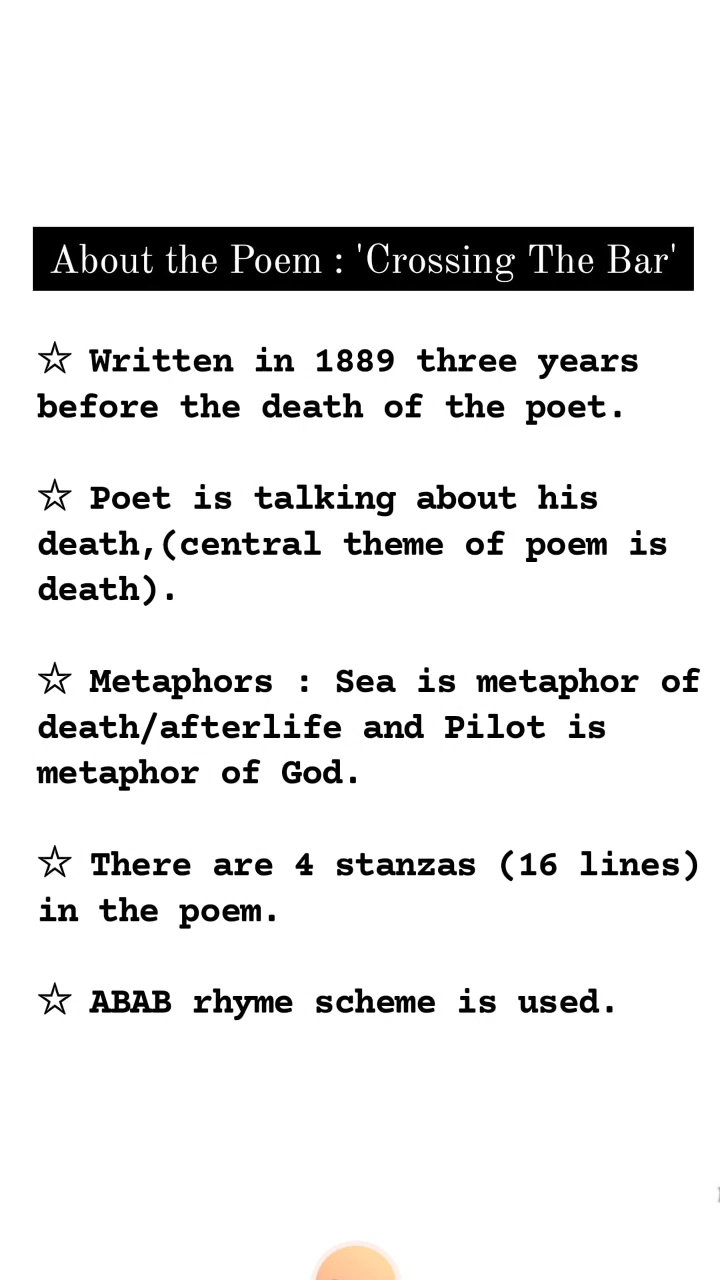 About the Poem : 'Crossing The Bar'
☆ Written in 1889 three years
before the death of the poet.
☆ Poet is talking about his
death,(central theme of poem is
death).
☆ Metaphors : Sea is metaphor of
death/afterlife and Pilot is
metaphor of God.
☆ There are 4 stanzas (16 lines)
in the poem.
☆ ABAB rhyme scheme is used.